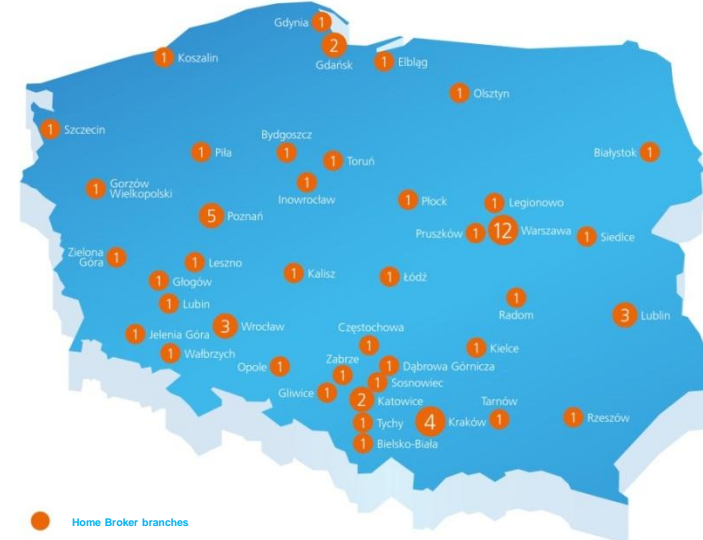 Gdynia 1
2
Gdańsk
1 Koszalin
1 Elbląg
1 Olsztyn
1 Szczecin
Bydgoszcz
1
1 Piła
1 Toruń
Białystok 1
1 Gorzów
Wielkopolski
1
Inowrocław
1 Płock
1 Legionowo
5 Poznań
Pruszków 1
12 Warszawa
1 Siedlce
Zielona
Góra 1
1 Leszno
1 Głogów
1 Kalisz
1 Łódź
1 Lubin
1
Radom
3 Lublin
3 Wrocław
1 Jelenia Góra
Częstochowa
1
1 Kielce
1 Wałbrzych
Opole 1
Zabrze
1
1 Dąbrowa Górnicza
1 Sosnowiec
Gliwice 1
2 Katowice
Tarnów
1
4 Kraków
1 Rzeszów
1 Tychy
1 Bielsko-Biała
Home Broker branches